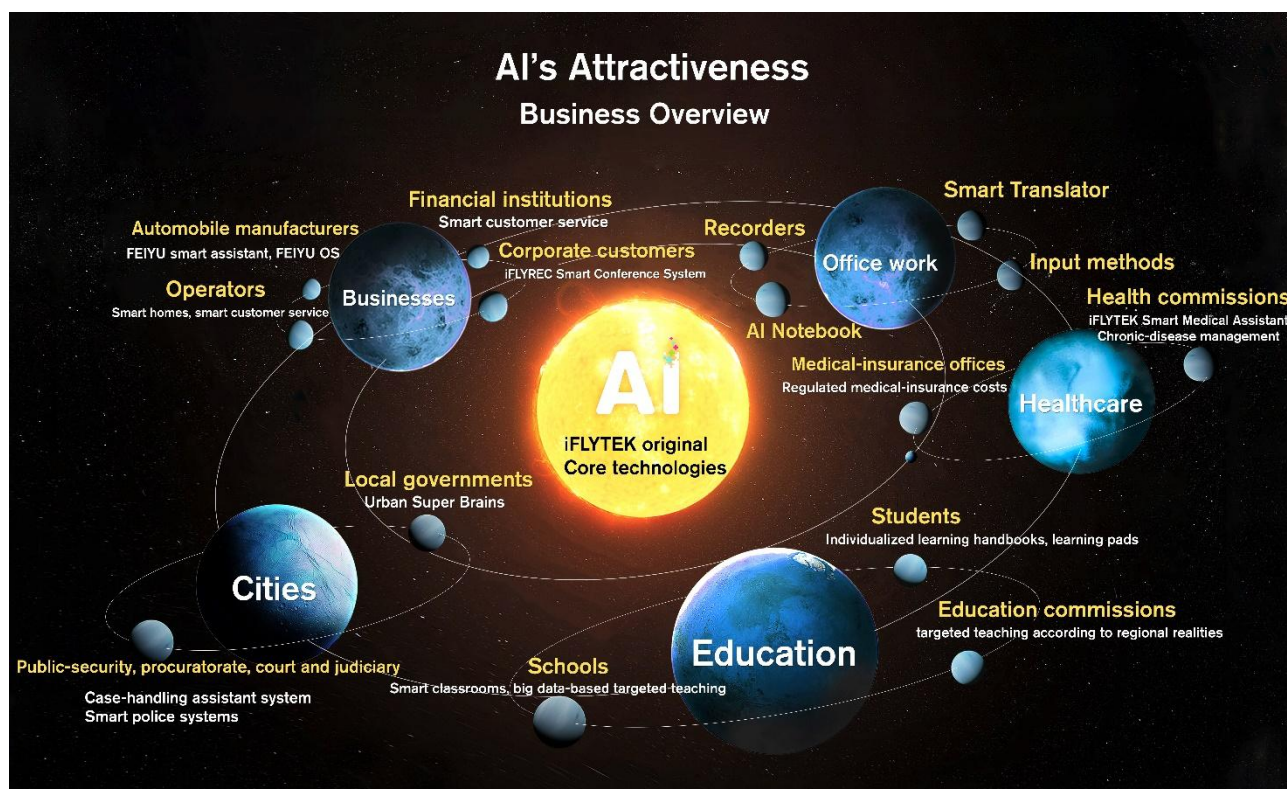 AI's Attractiveness
Business Overview
Financial institutions
Smart customer service
Automobile manufacturers
FEIYU smart assistant, FEIYU OS
Corporate customers
iFLYREC Smart Conference System
Operators
Smart homes, smart customer service
Businesses
Recorders
AI Notebook
Office work
Smart Translator
Input methods
Health commissions
iFLYTEK Smart Medical Assistant
Chronic-disease management
Medical-insurance offices
Regulated medical-insurance costs
Healthcare
AI
iFLYTEK original
Core technologies
Local governments
Urban Super Brains
Cities
Public-security, procuratorate, court and judiciary
Case-handling assistant system
Smart police systems
Students
Individualized learning handbooks, learning pads
Education commissions
targeted teaching according to regional realities
Education
Schools
Smart classrooms, big data-based targeted teaching